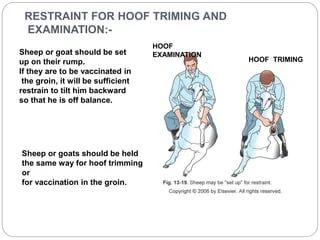 RESTRAINT FOR HOOF TRIMING AND
EXAMINATION:-
Sheep or goat should be set
up on their rump.
If they are to be vaccinated in
the groin, it will be sufficient
restrain to tilt him backward
so that he is off balance.
HOOF
EXAMINATION
HOOF TRIMING
Sheep or goats should be held
the same way for hoof trimming
or
for vaccination in the groin.
Fig. 13-19. Sheep may be "set up" for restraint.
Copyright © 2006 by Elsevier. All rights reserved.